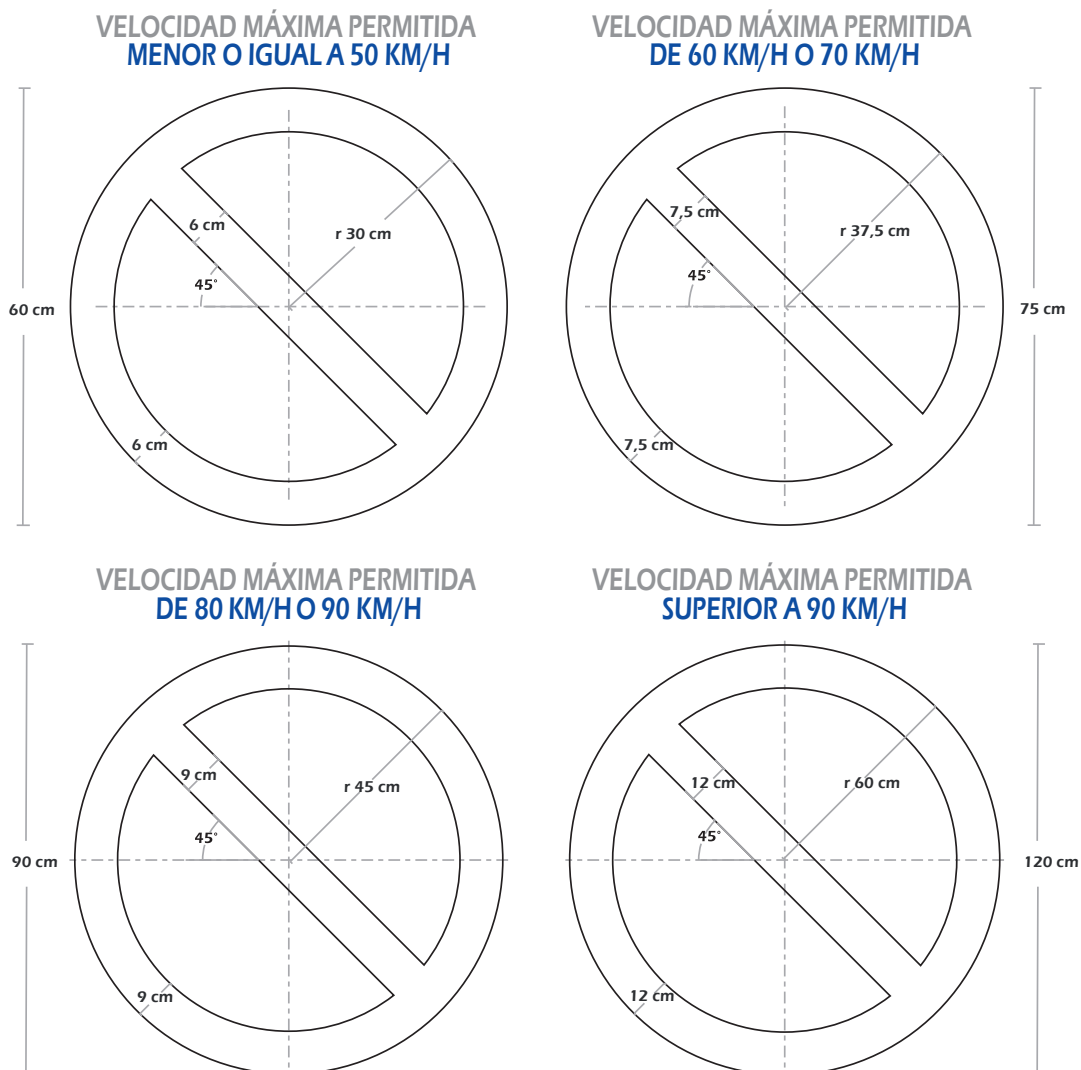 VELOCIDAD MÁXIMA PERMITIDA
MENOR O IGUAL A 50 KM/H
60 cm
6 cm
r 30 cm
45°
6 cm
VELOCIDAD MÁXIMA PERMITIDA
DE 60 KM/H O 70 KM/H
7,5 cm
r 37,5 cm
45°
75 cm
7,5 cm
VELOCIDAD MÁXIMA PERMITIDA
DE 80 KM/H O 90 KM/H
9 cm
r 45 cm
45°
90 cm
9 cm
VELOCIDAD MÁXIMA PERMITIDA
SUPERIOR A 90 KM/H
12 cm
r 60 cm
45°
120 cm
12 cm